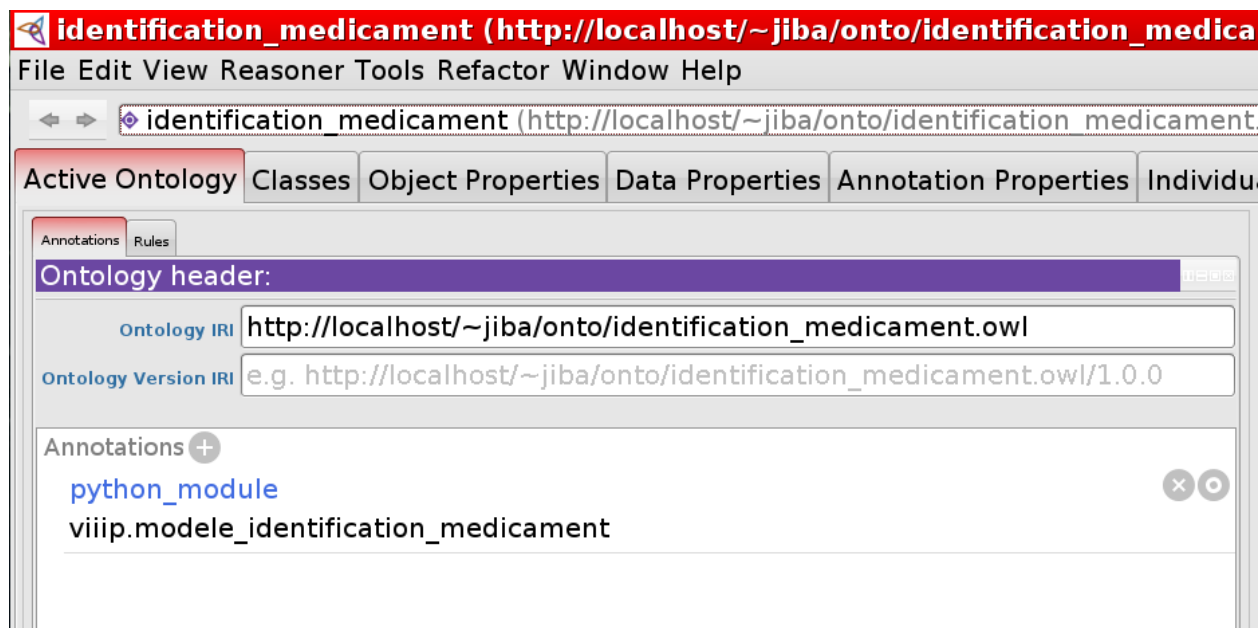 identification_medicament (http://localhost/~jiba/onto/identification_medica
File Edit View Reasoner Tools Refactor Window Help
identification_medicament (http://localhost/~jiba/onto/identification_medicament.
Active Ontology Classes Object Properties Data Properties Annotation Properties Individua
Annotations Rules
Ontology header:
Ontology IRI http://localhost/~jiba/onto/identification_medicament.owl
Ontology Version IRI e.g. http://localhost/~jiba/onto/identification_medicament.owl/1.0.0
Annotations
python_module
viiip.modele_identification_medicament